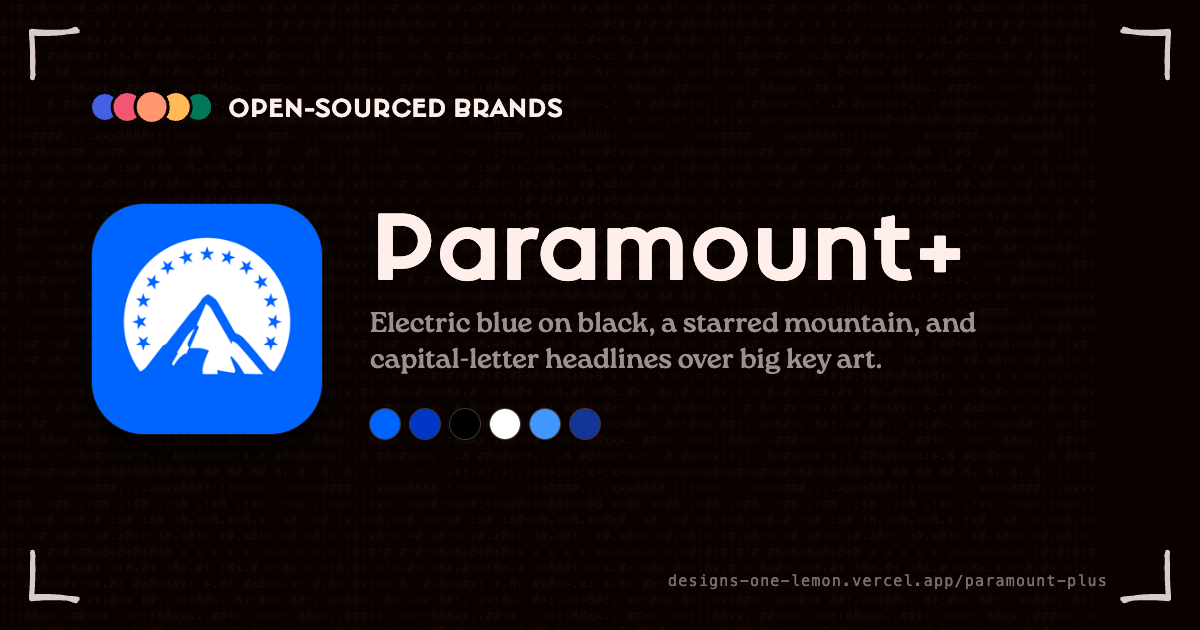 OPEN-SOURCED BRANDS
Paramount+
Electric blue on black, a starred mountain, and
capital-letter headlines over big key art.
designs-one-lemon.vercel.app/paramount-plus